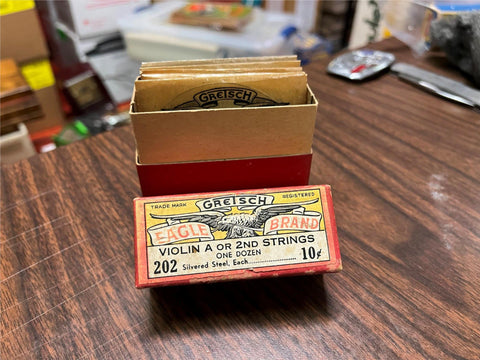 GRETSCH
TRADE MARK
GRETSCH
REGISTERED
EAGLE BRAND
VIOLIN A OR 2ND STRINGS
ONE DOZEN
202 Silvered Steel, Each.................... 10¢